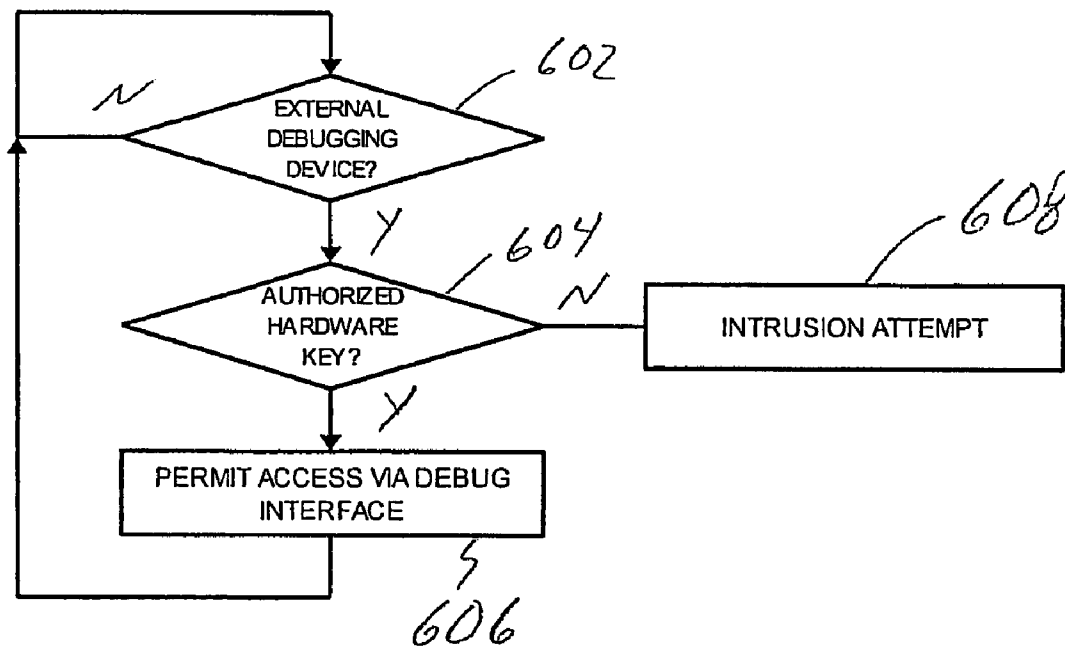 602
N
EXTERNAL
DEBUGGING
DEVICE?
Y
604
608
AUTHORIZED
HARDWARE
KEY?
N
INTRUSION ATTEMPT
Y
PERMIT ACCESS VIA DEBUG
INTERFACE
606